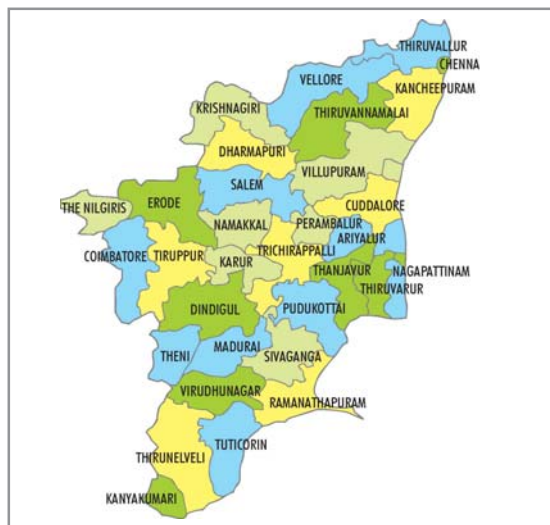 THIRUVALLUR
CHENNA
VELLORE
KANCHEEPURAM
KRISHNAGIRI
THIRUVANNAMALAI
DHARMAPURI
VILLUPURAM
SALEM
ERODE
CUDDALORE
THE NILGIRIS
NAMAKKAL
PERAMBALUR
ARIYALUR
COIMBATORE
TIRUPPUR
TRICHIRAPPALLI
KARUR
THANJAVUR
NAGAPATTINAM
THIRUVARUR
DINDIGUL
PUDUKOTTAI
MADURAI
THENI
SIVAGANGA
VIRUDHUNAGAR
RAMANATHAPURAM
TUTICORIN
THIRUNELVELI
KANYAKUMARI